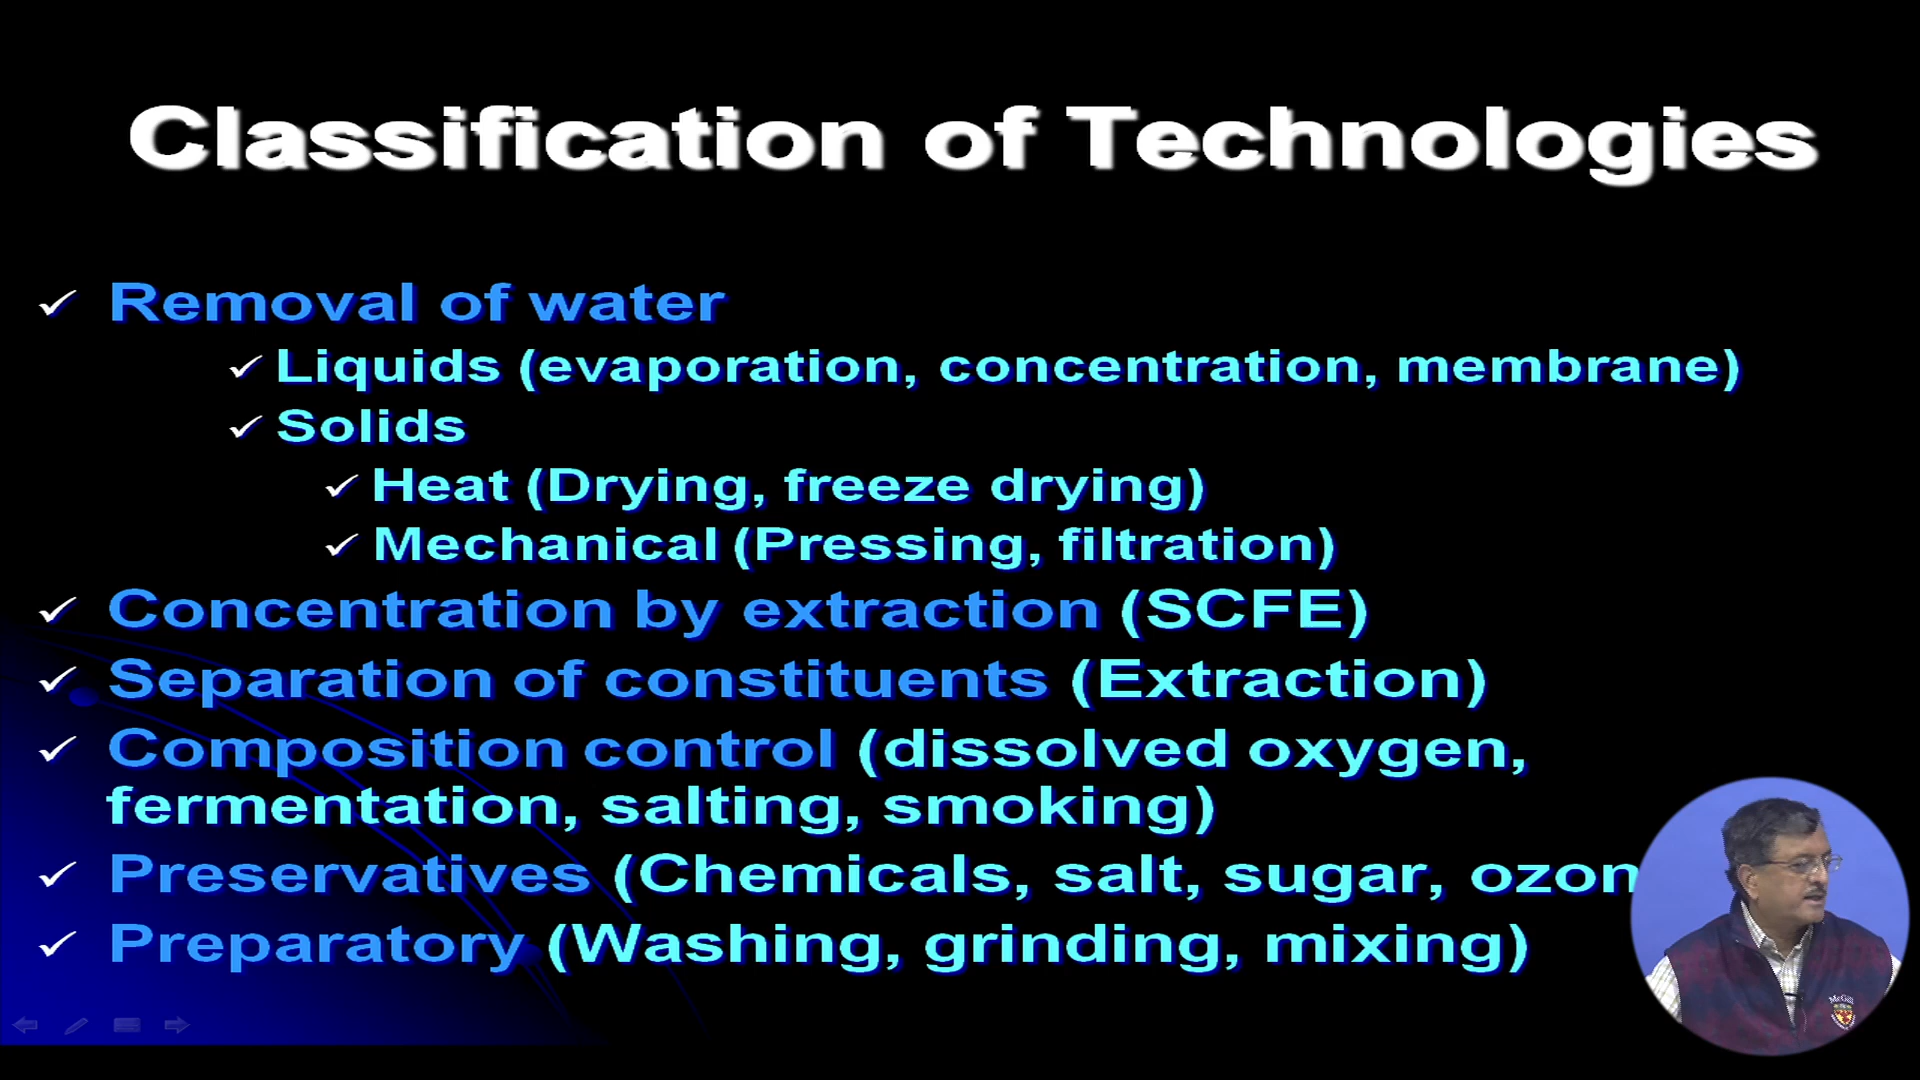 Classification of Technologies
Removal of water
Liquids (evaporation, concentration, membrane)
Solids
Heat (Drying, freeze drying)
Mechanical (Pressing, filtration)
Concentration by extraction (SCFE)
Separation of constituents (Extraction)
Composition control (dissolved oxygen,
fermentation, salting, smoking)
Preservatives (Chemicals, salt, sugar,
Preparatory (Washing, grinding, mixing)
McGill